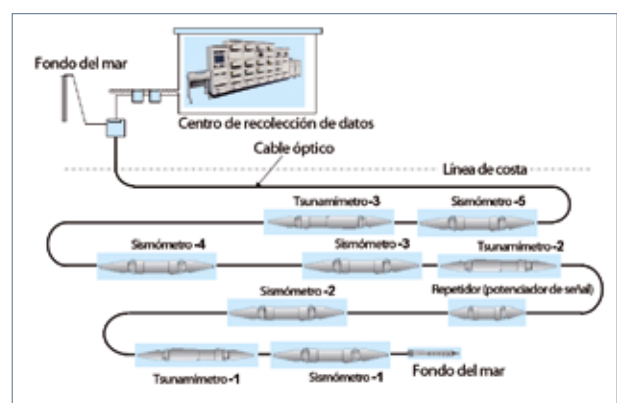 Fondo del mar
Centro de recolección de datos
Cable óptico
Línea de costa
Tsunamímetro-3
Sismómetro-5
Sismómetro-4
Sismómetro-3
Tsunamímetro-2
Sismómetro-2
Repetidor (potenciador de señal)
Tsunamímetro-1
Sismómetro-1
Fondo del mar